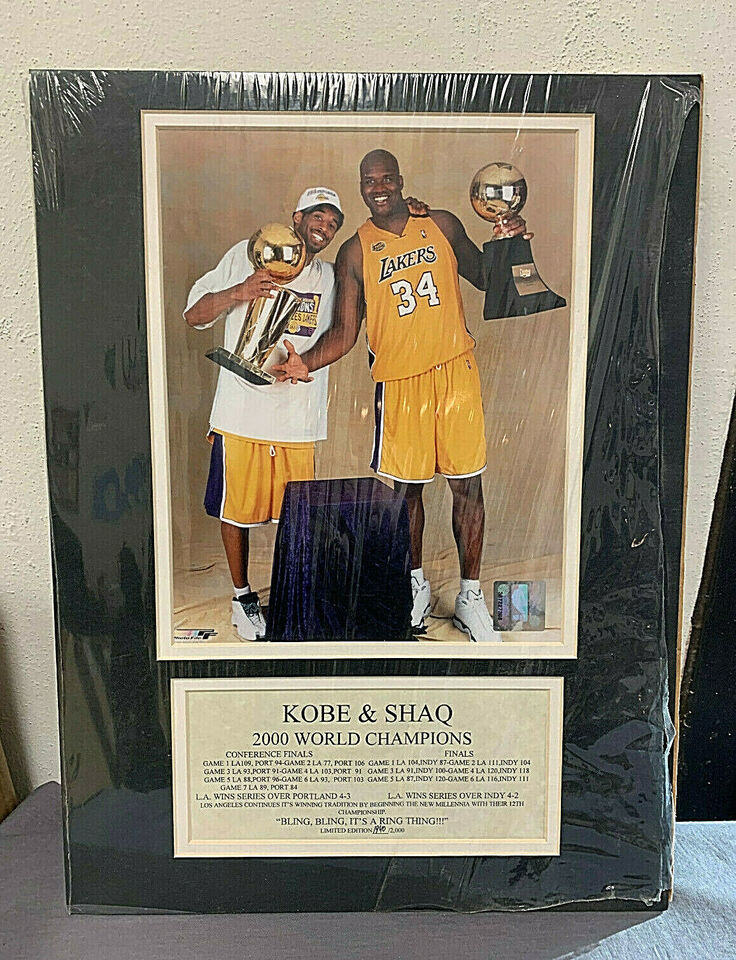 LAKERS
34
KOBE & SHAQ
2000 WORLD CHAMPIONS
CONFERENCE FINALS FINALS
GAME 1 LA109, PORT 94-GAME 2 LA 77, PORT 106 GAME 1 LA 104,INDY 87-GAME 2 LA 111,INDY 104
GAME 3 LA 93,PORT 91-GAME 4 LA 103,PORT 91 GAME 3 LA 91,INDY 100-GAME 4 LA 120,INDY 118
GAME 5 LA 88,PORT 96-GAME 6 LA 93, PORT 103 GAME 5 LA 87,INDY 120-GAME 6 LA 116,INDY 111
GAME 7 LA 89, PORT 84
L.A. WINS SERIES OVER PORTLAND 4-3 L.A. WINS SERIES OVER INDY 4-2
LOS ANGELES CONTINUES IT'S WINNING TRADITION BY BEGINNING THE NEW MILLENNIA WITH THEIR 12TH
CHAMPIONSHIP.
"BLING, BLING, IT'S A RING THING!!!"
LIMITED EDITION 1940 /2,000